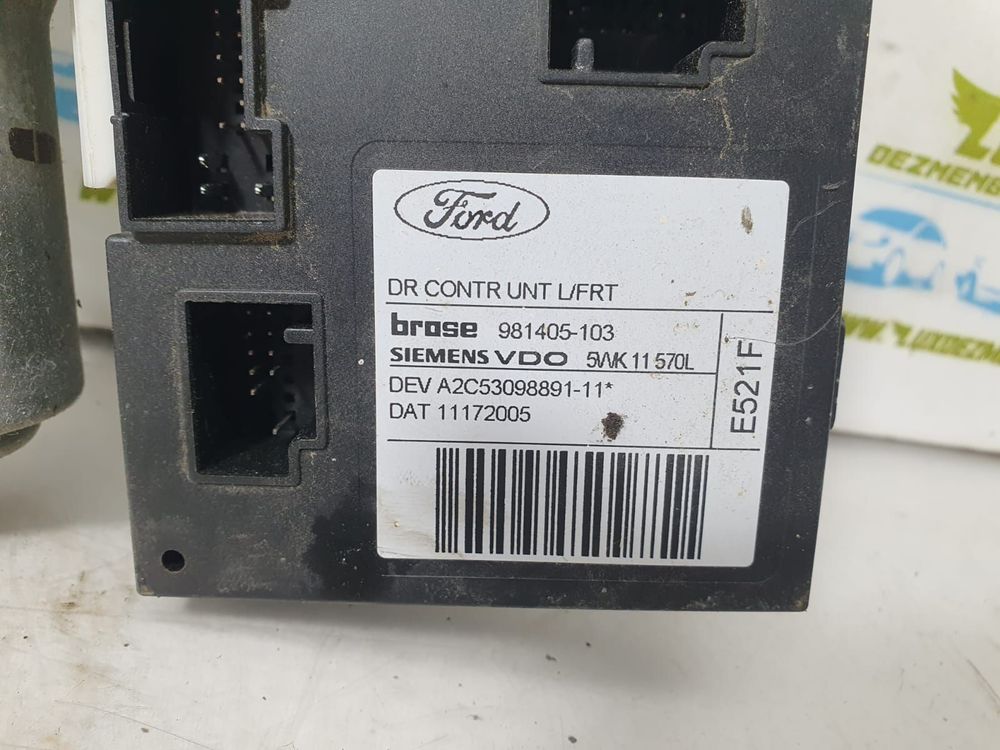 Ford
DR CONTR UNT L/FRT
brose 981405-103
SIEMENS VDO 5WK 11 570L
DEV A2C53098891-11*
DAT 11172005
E521F